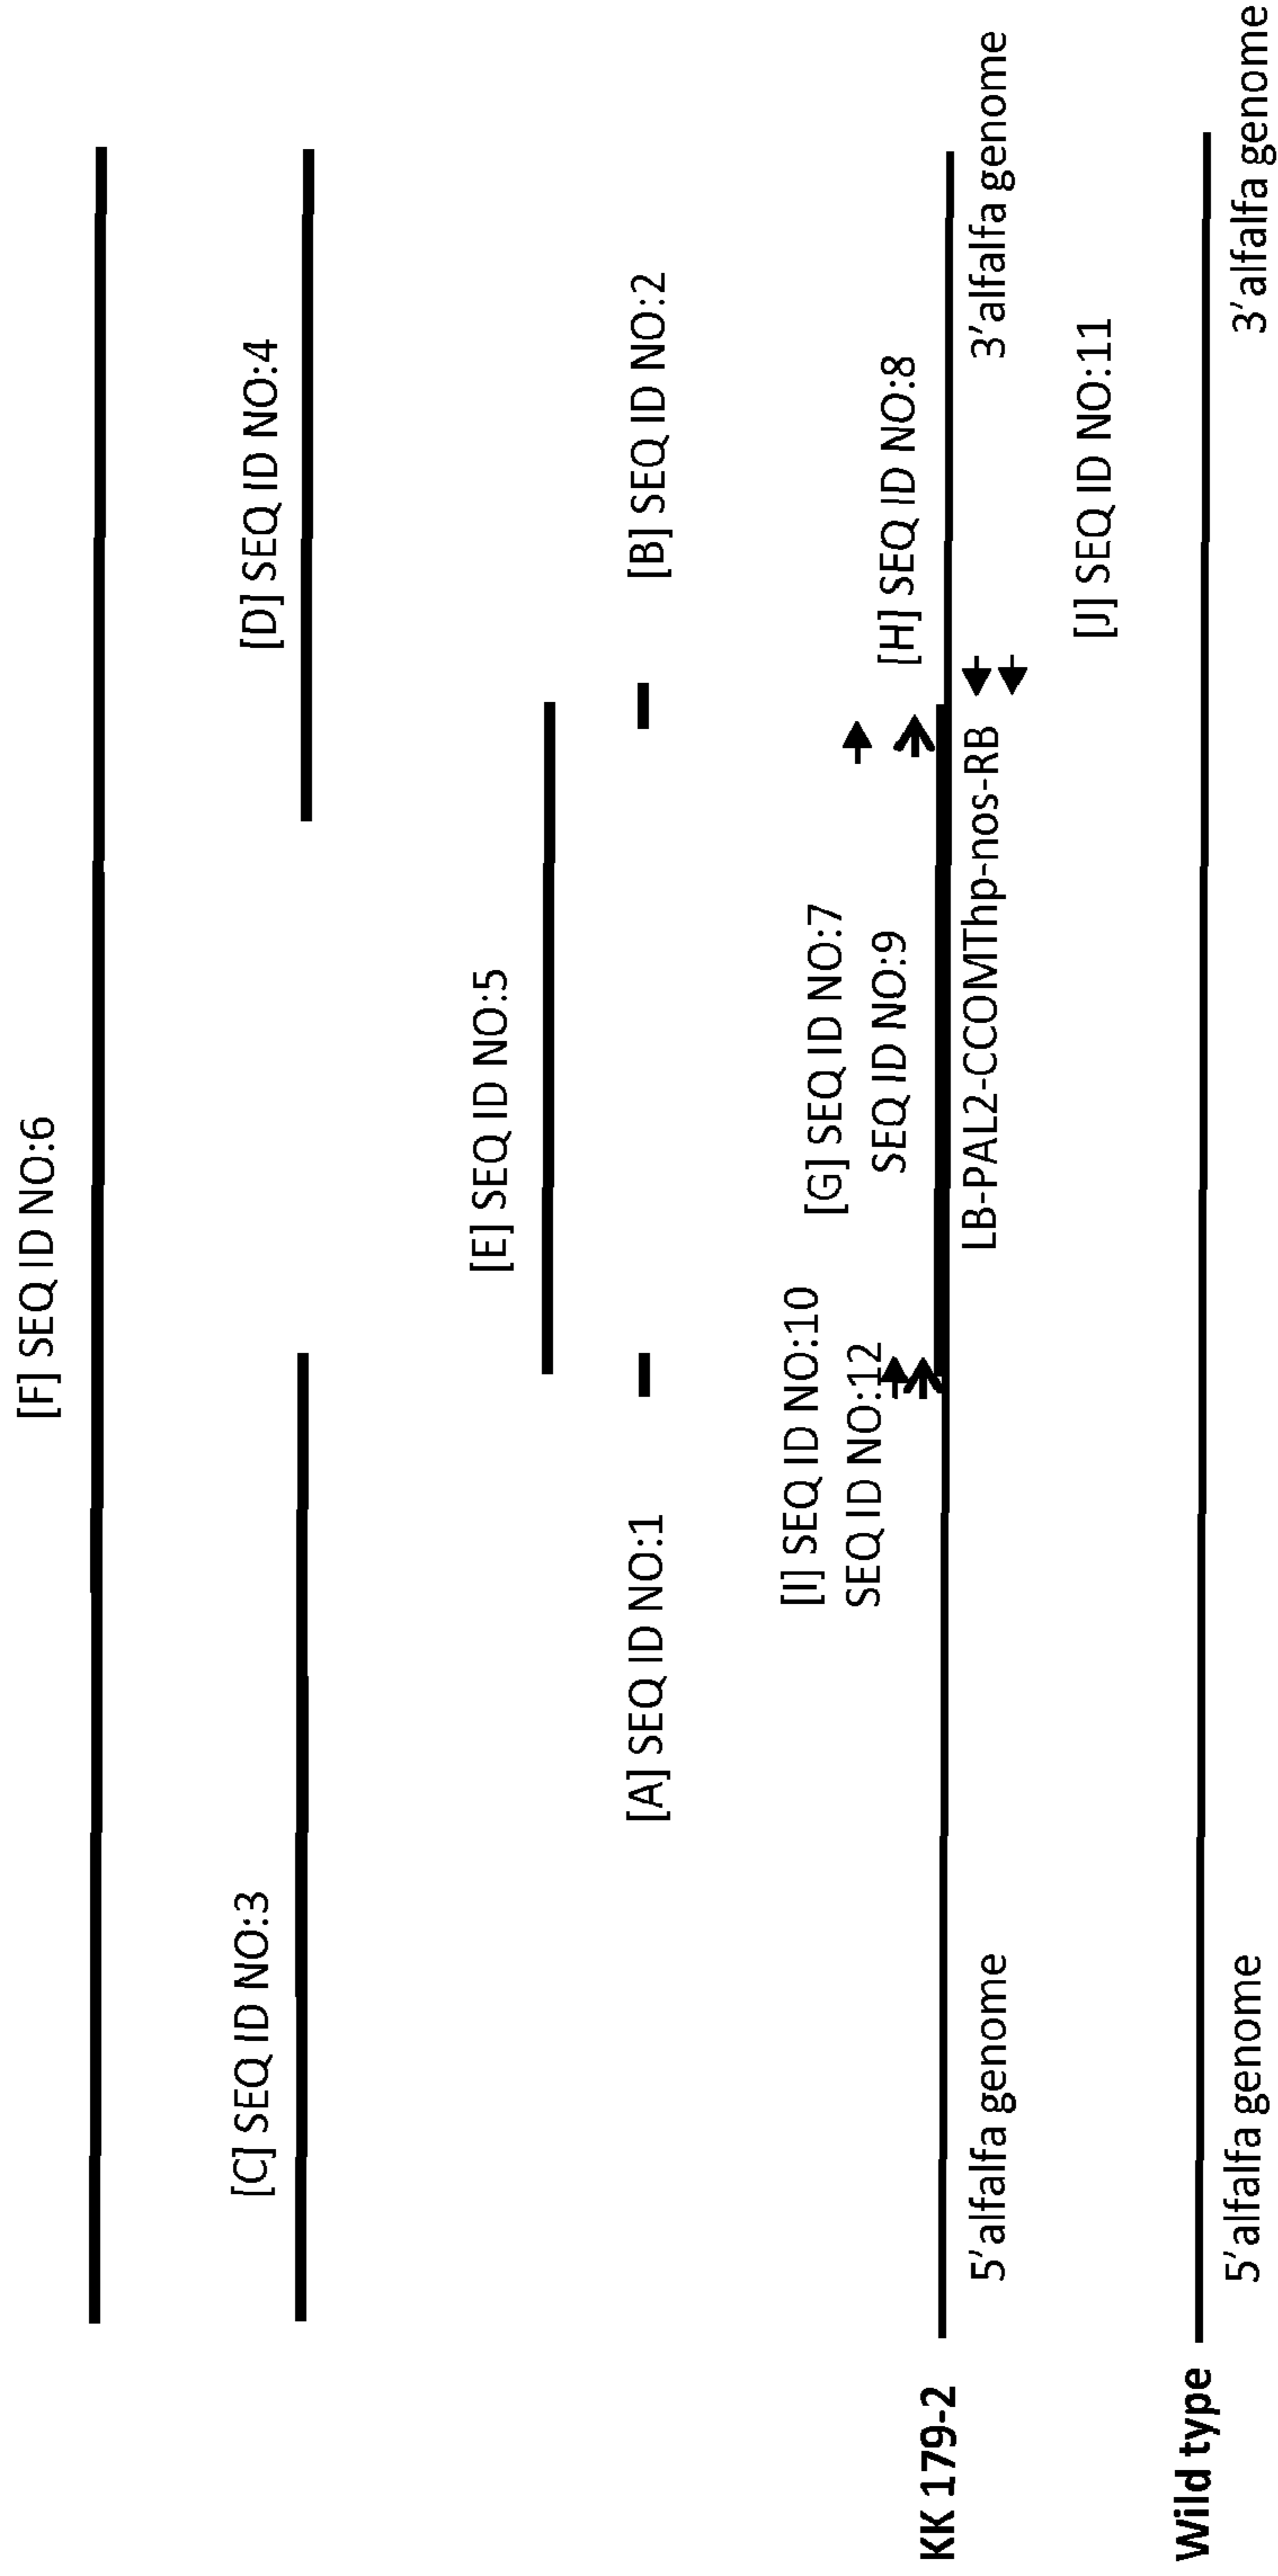 [F] SEQ ID NO:6
[C] SEQ ID NO:3
[D] SEQ ID NO:4
[E] SEQ ID NO:5
[A] SEQ ID NO:1
[B] SEQ ID NO:2
[I] SEQ ID NO:10
SEQ ID NO:12
[G] SEQ ID NO:7
SEQ ID NO:9
[H] SEQ ID NO:8
KK 179-2
5'alfalfa genome
LB-PAL2-CCOMThp-nos-RB
3'alfalfa genome
[J] SEQ ID NO:11
Wild type
5'alfalfa genome
3'alfalfa genome